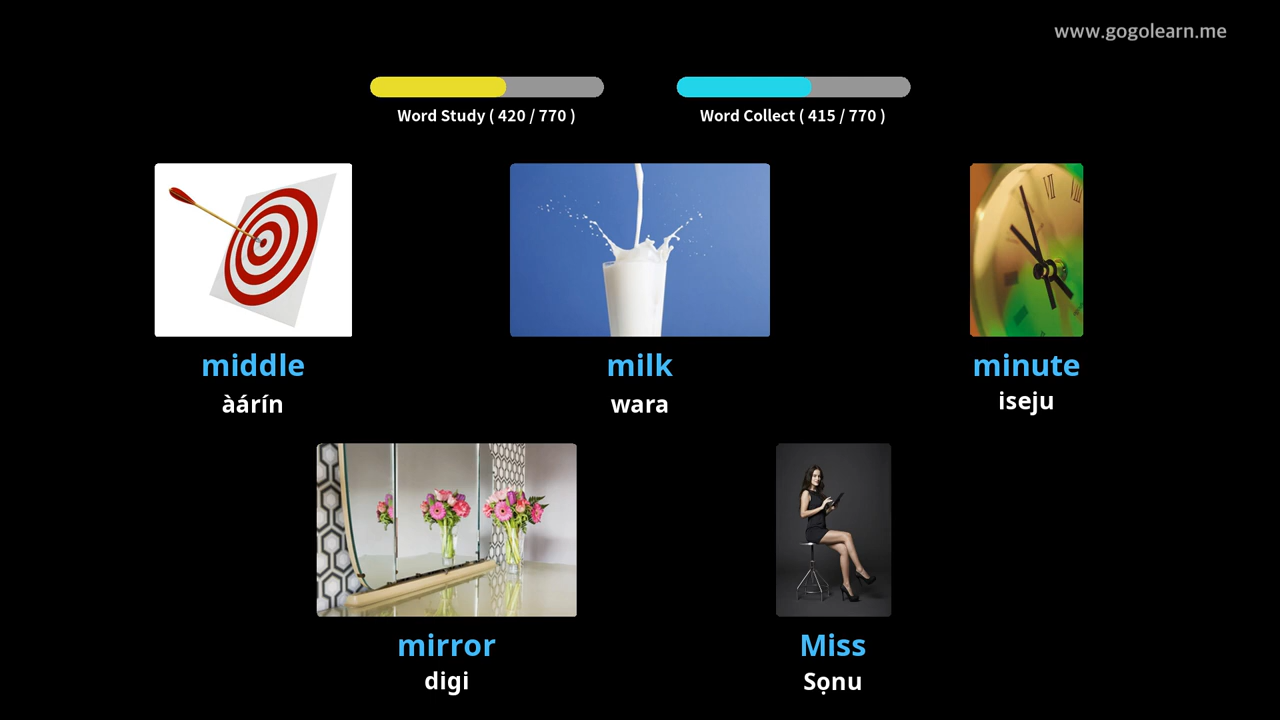 www.gogolearn.me
Word Study ( 420 / 770 )
Word Collect ( 415 / 770 )
middle
àárín
milk
wara
minute
iseju
mirror
digi
Miss
Sọnu